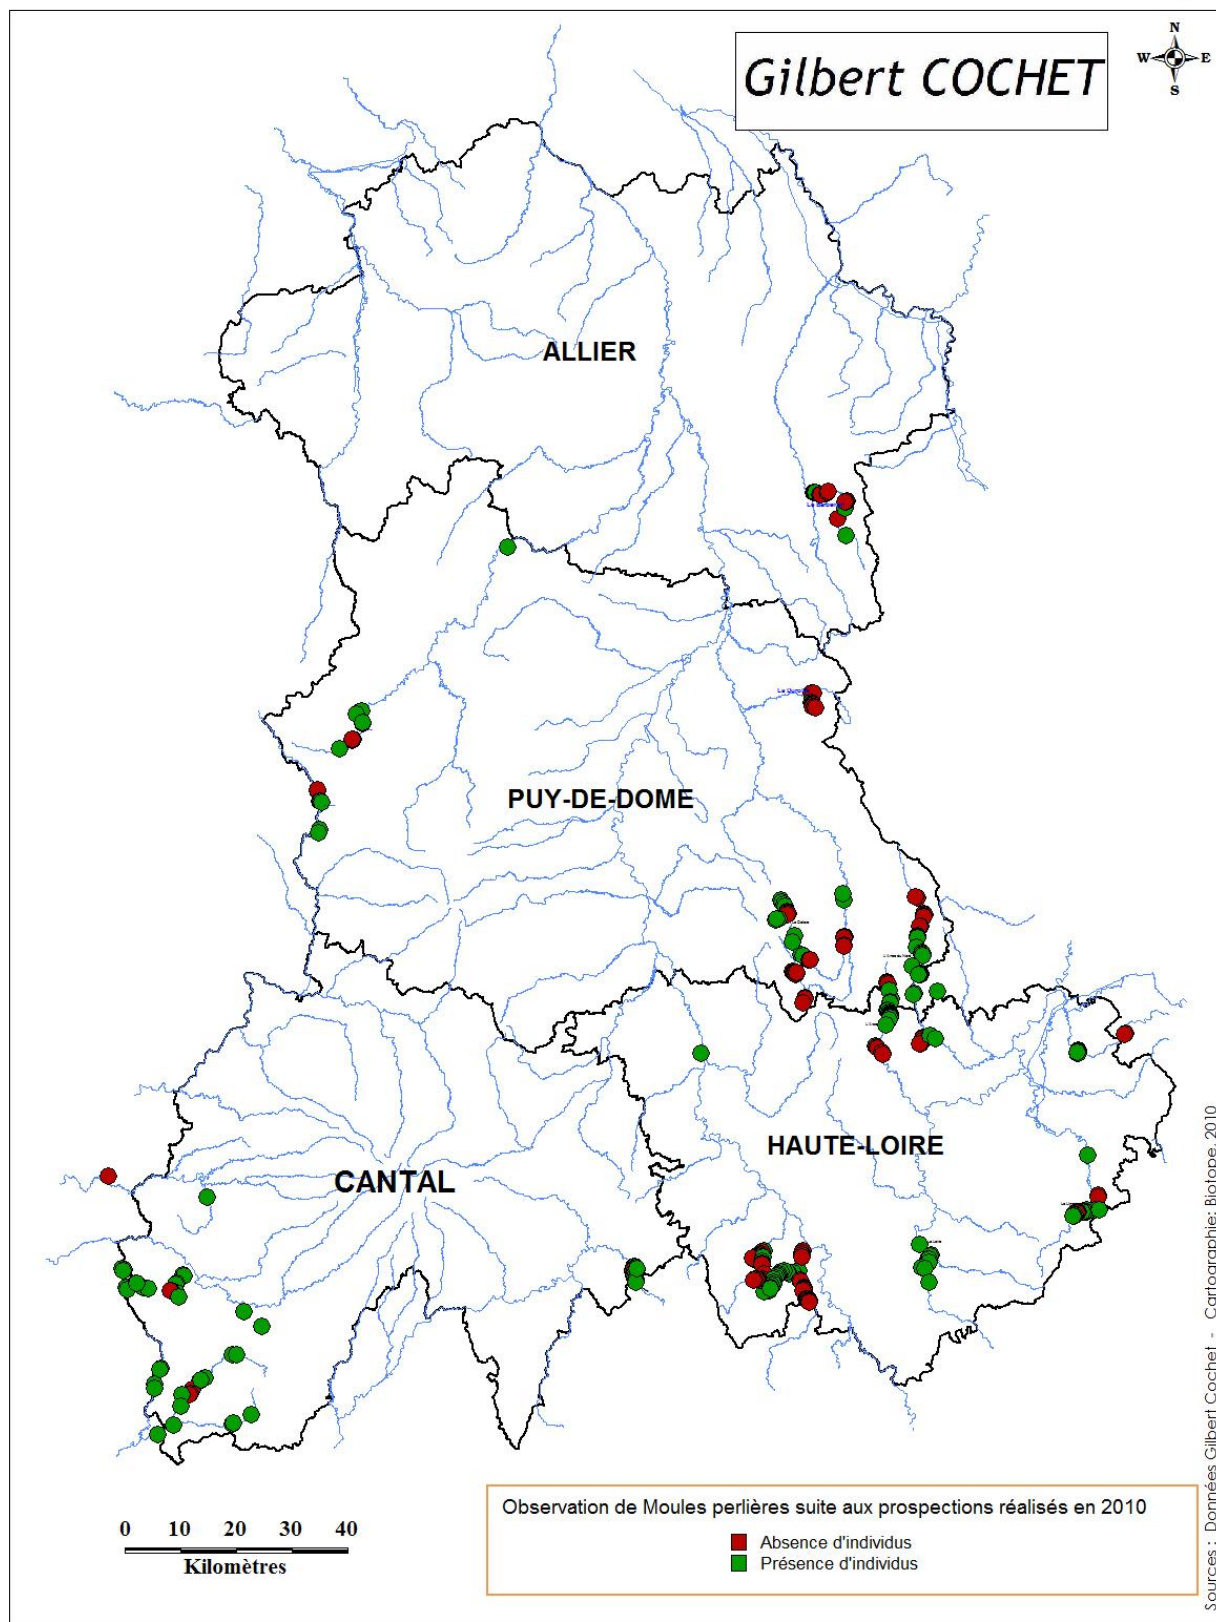 Gilbert COCHET
N
W E
S
ALLIER
PUY-DE-DOME
HAUTE-LOIRE
CANTAL
Observation de Moules perlières suite aux prospections réalisés en 2010
Absence d'individus
Présence d'individus
0 10 20 30 40
Kilomètres
Sources : Données Gilbert Cochet - Cartographie: Biotope, 2010